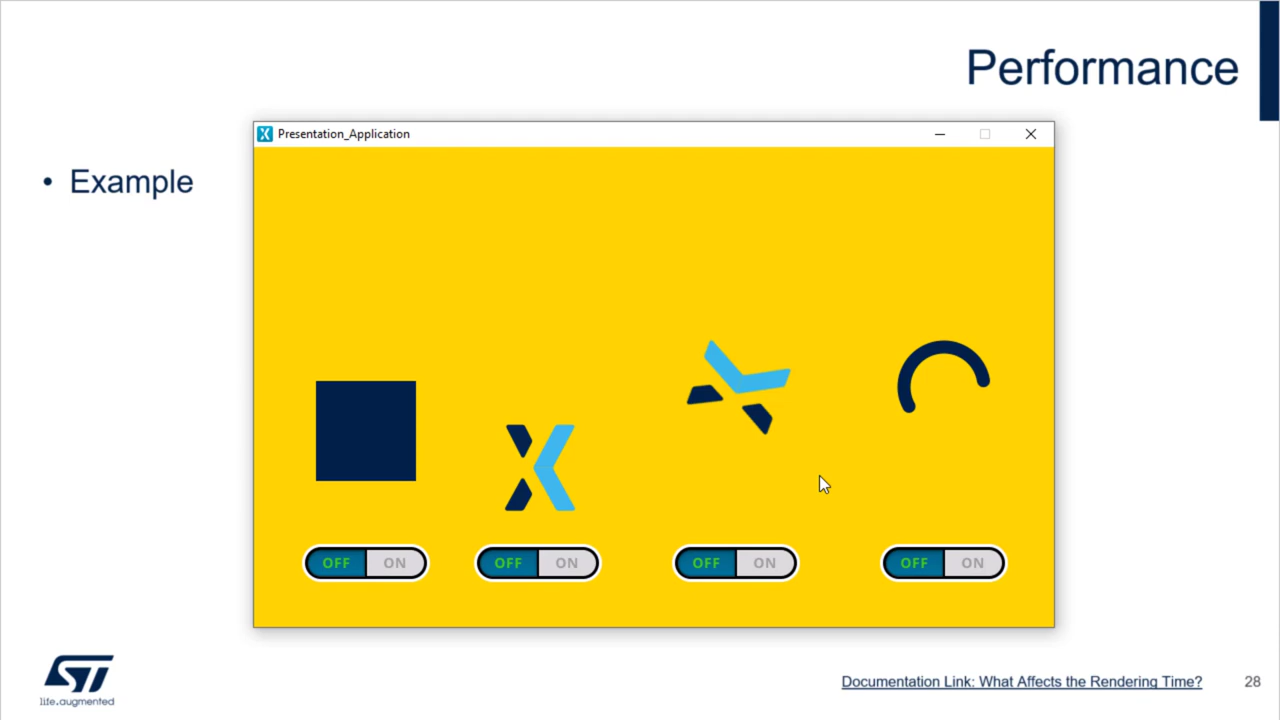 Performance
Presentation_Application
• Example
OFF ON OFF ON OFF ON OFF ON
ST
life.augmented
Documentation Link: What Affects the Rendering Time?
28